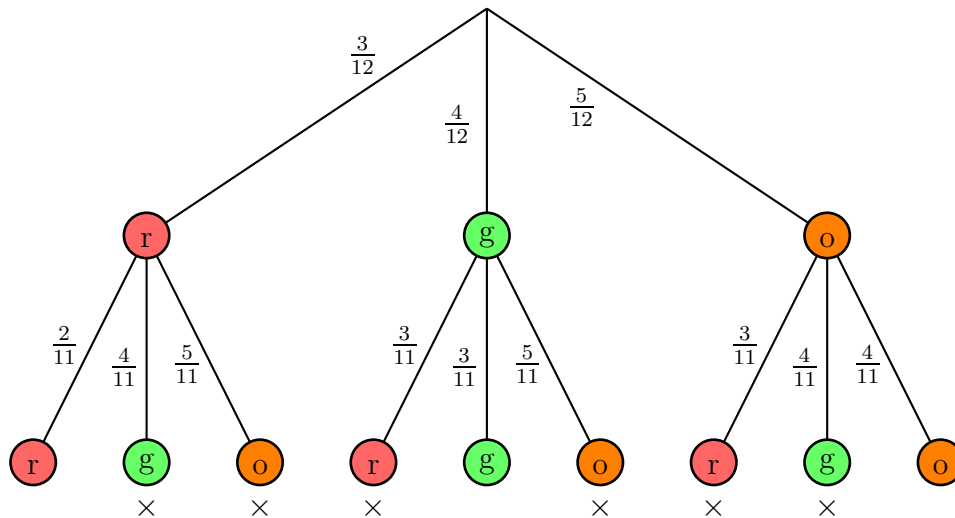 3/12
4/12
5/12
r g o
2/11 4/11 5/11 3/11 3/11 5/11 3/11 4/11 4/11
r g o r g o r g o
× × × × × ×